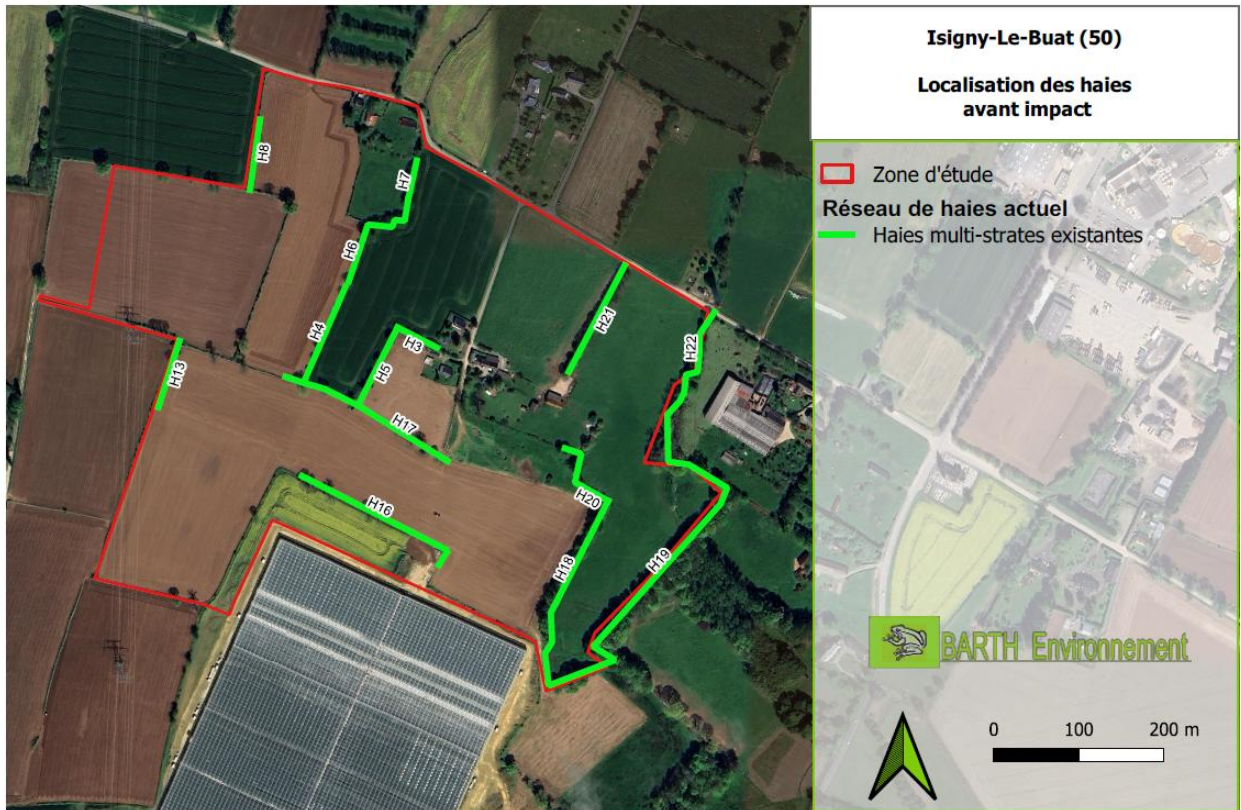 Isigny-Le-Buat (50)
Localisation des haies
avant impact
Zone d'étude
Réseau de haies actuel
Haies multi-strates existantes
H8
H7
H6
H4
H3
H5
H13
H17
H16
H21
H22
H20
H18
H19
BARTH Environnement
0 100 200 m